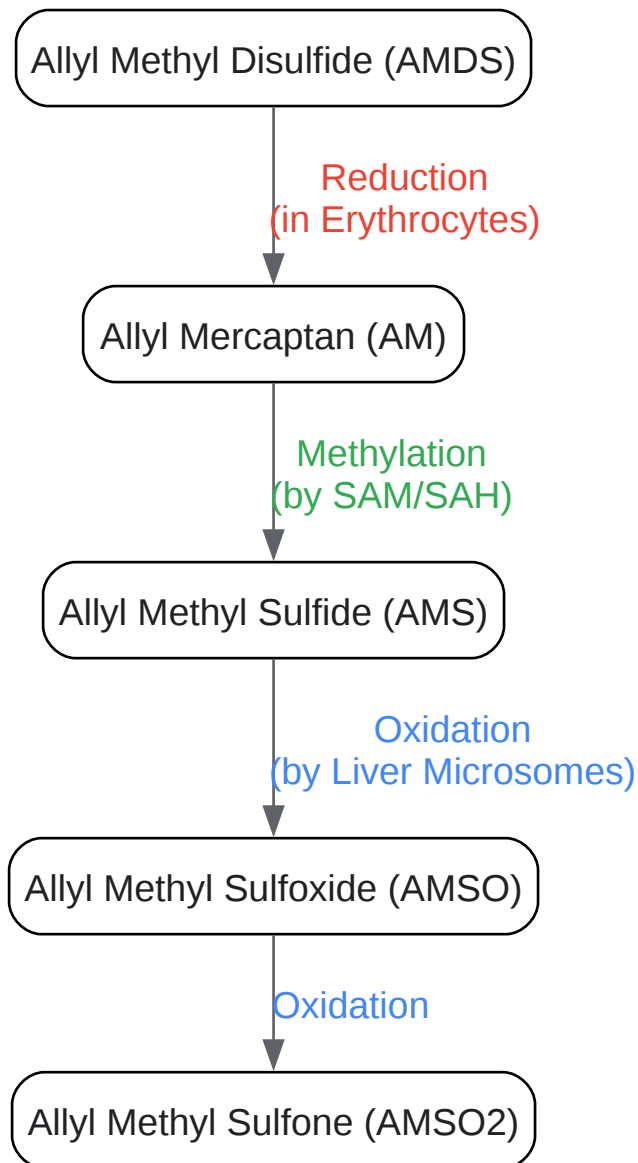 Allyl Methyl Disulfide (AMDS)
Reduction
(in Erythrocytes)
Allyl Mercaptan (AM)
Methylation
(by SAM/SAH)
Allyl Methyl Sulfide (AMS)
Oxidation
(by Liver Microsomes)
Allyl Methyl Sulfoxide (AMSO)
Oxidation
Allyl Methyl Sulfone (AMSO2)